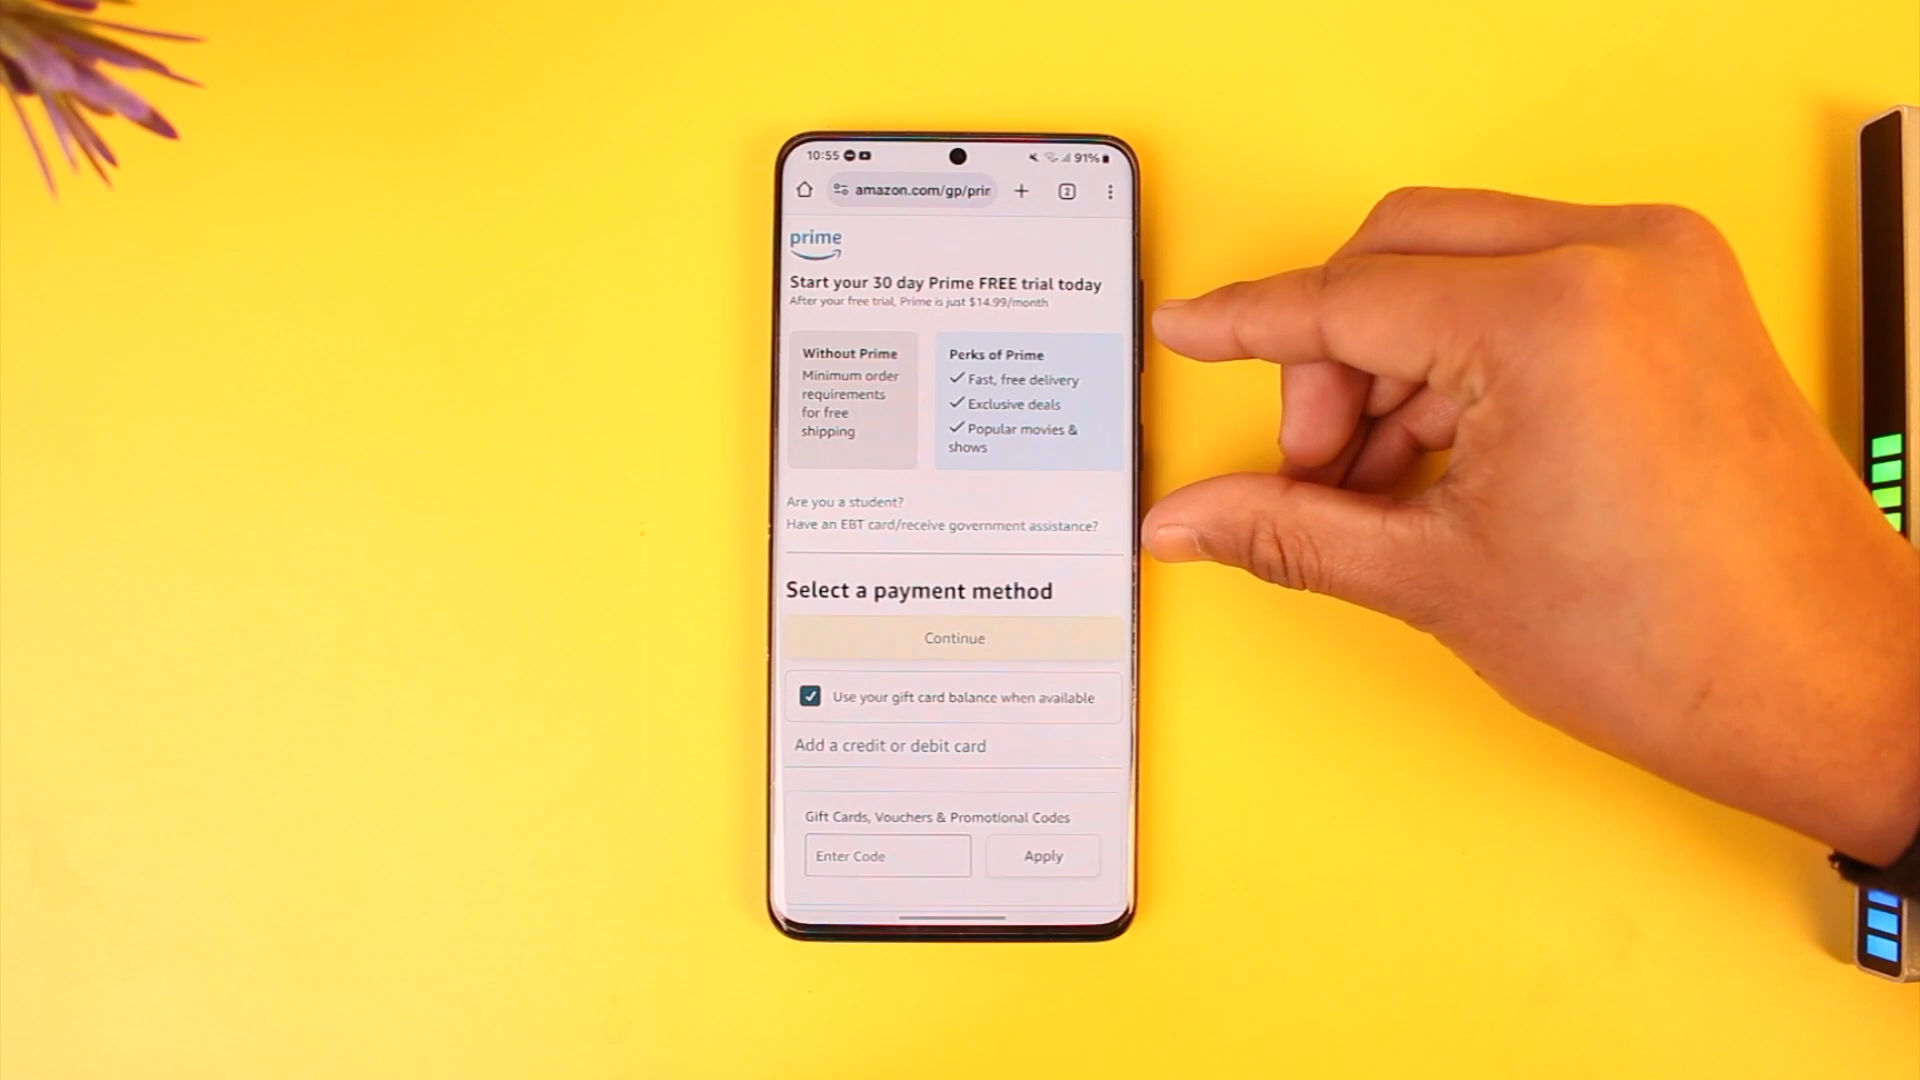 10:55
91%
amazon.com/gp/prir
2
prime
Start your 30 day Prime FREE trial today
After your free trial, Prime is just $14.99/month
Without Prime
Minimum order
requirements
for free
shipping
Perks of Prime
Fast, free delivery
Exclusive deals
Popular movies &
shows
Are you a student?
Have an EBT card/receive government assistance?
Select a payment method
Continue
Use your gift card balance when available
Add a credit or debit card
Gift Cards, Vouchers & Promotional Codes
Enter Code
Apply